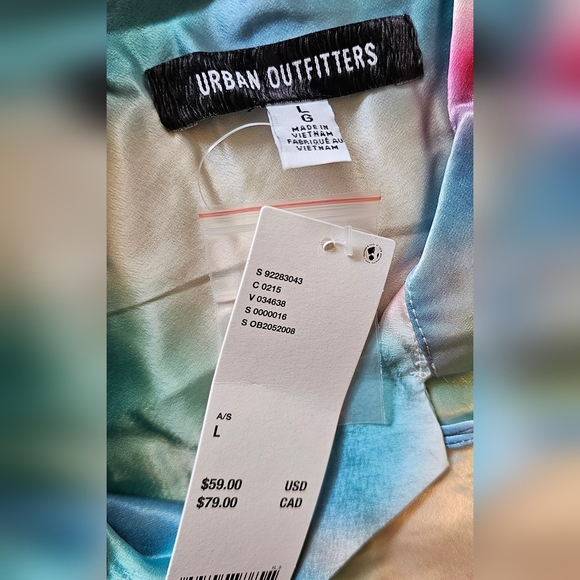 URBAN OUTFITTERS
L
G
MADE IN
VIETNAM
FABRIQUÉ AU
VIETNAM
S 92283043
C 0215
V 034638
S 0000016
S OB2052008
A/S
L
$59.00 USD
$79.00 CAD